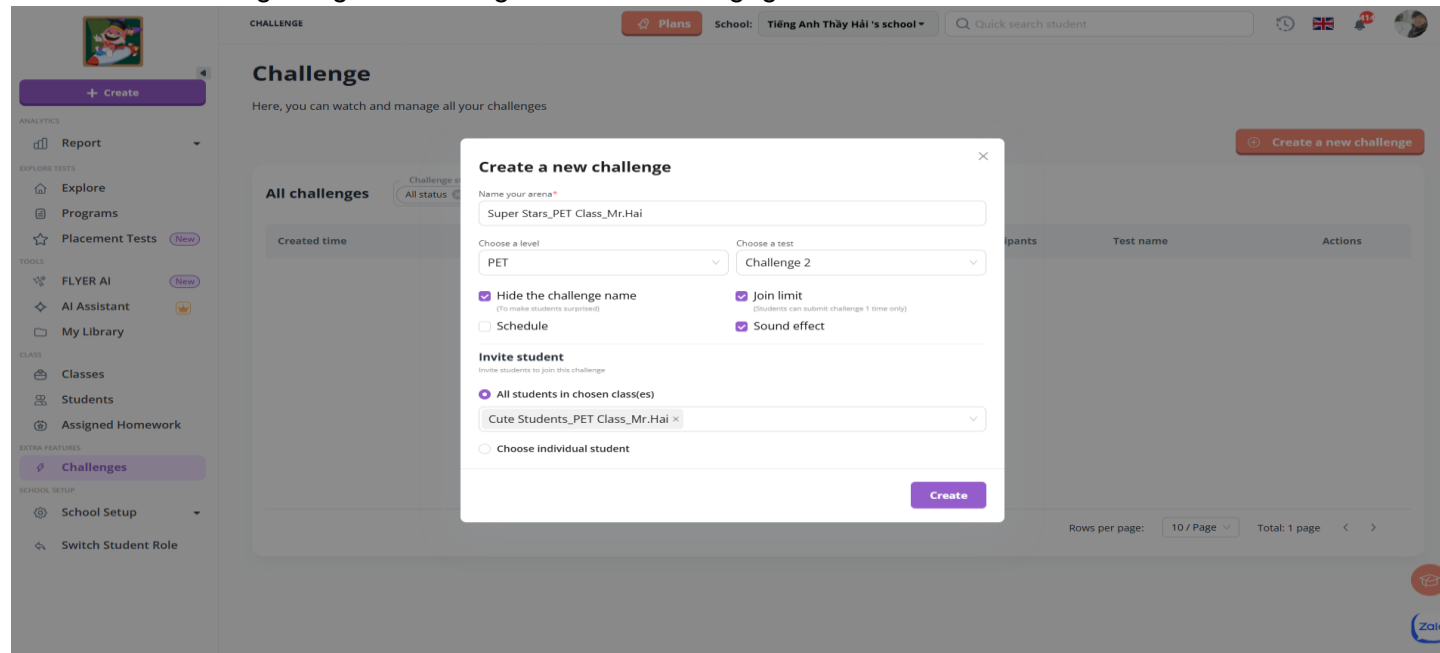 CHALLENGE
Plans
School: Tiếng Anh Thầy Hải 's school
Quick search student
Challenge
+ Create
Here, you can watch and manage all your challenges
ANALYTICS
Report
Create a new challenge
EXPLORE TESTS
Explore
Programs
Placement Tests New
TOOLS
FLYER AI New
AI Assistant
My Library
CLASS
Classes
Students
Assigned Homework
EXTRA FEATURES
Challenges
SCHOOL SETUP
School Setup
Switch Student Role
All challenges
Challenge
All status
Created time
Test name
Actions
Create a new challenge
Name your arena*
Super Stars_PET Class_Mr.Hai
Choose a level
Choose a test
PET
Challenge 2
Hide the challenge name
(To make students surprised)
Join limit
(Students can submit challenge 1 time only)
Schedule
Sound effect
Invite student
Invite students to join this challenge
All students in chosen class(es)
Cute Students_PET Class_Mr.Hai ×
Choose individual student
Create
Rows per page: 10 / Page Total: 1 page